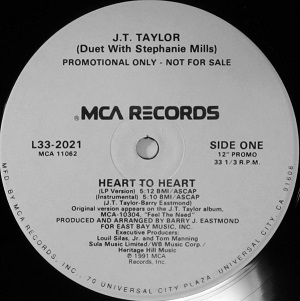 J.T. TAYLOR
(Duet With Stephanie Mills)
PROMOTIONAL ONLY - NOT FOR SALE
®MCA RECORDS
L33-2021
MCA 11062
SIDE ONE
12" PROMO
33 1/3 R.P.M.
HEART TO HEART
(LP Version) 5:12 BMI/ASCAP
(Instrumental) 5:10 BMI/ASCAP
(J.T. Taylor-Barry Eastmond)
Original version appears on the J.T. Taylor album,
MCA-10304, "Feel The Need"
PRODUCED AND ARRANGED BY BARRY J. EASTMOND
FOR EAST BAY MUSIC, INC.
Executive Producers:
Louil Silas, Jr. and Tim Manning
Sula Music Limited/WB Music Corp./
Heritage Hill Music
℗1991 MCA
Records, Inc.
MFG. BY MCA RECORDS, INC. · 70 UNIVERSAL CITY PLAZA, UNIVERSAL CITY, CA. 91608